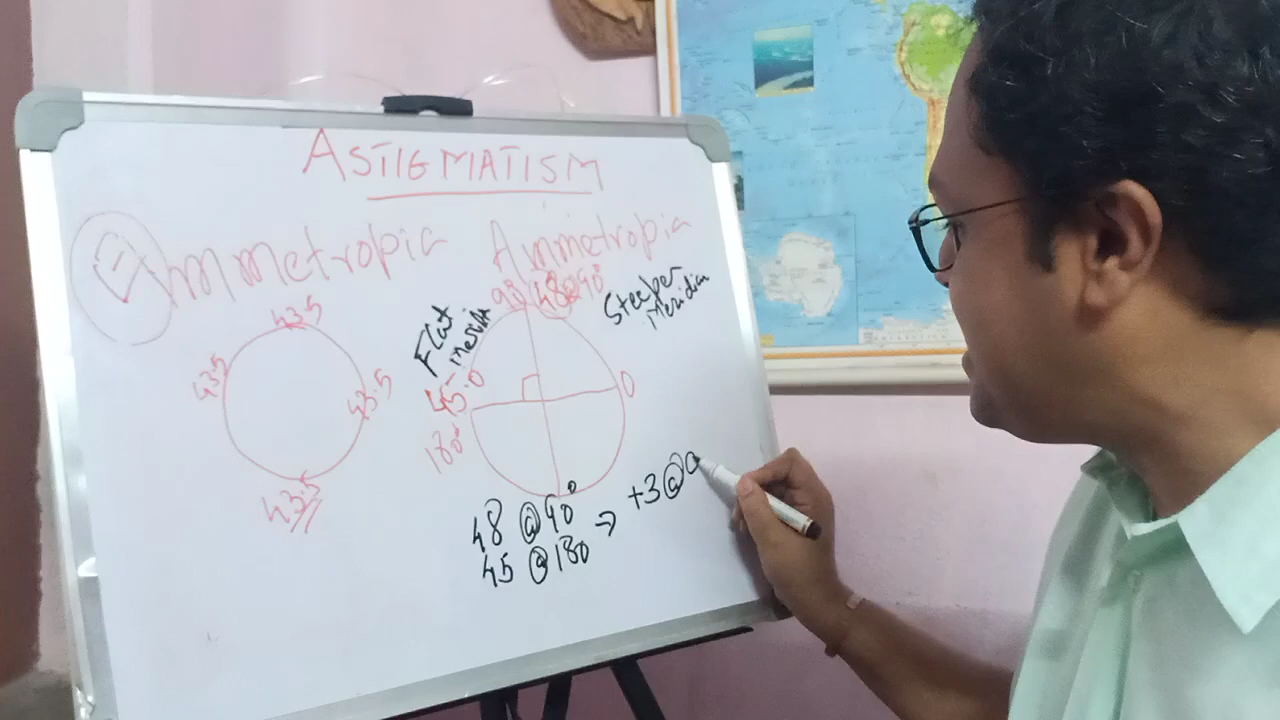 ASTIGMATISM
Emmetropia
Ammetropia
43.5
43.5
43.5
43.5
90
48@90°
Steeper
Meridian
Flat
meridian
45.0
0
180°
48 @ 90°
45 @ 180
⇒ +3 @